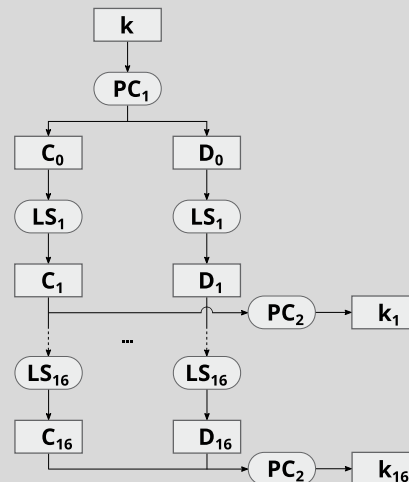 k
PC₁
C₀ D₀
LS₁ LS₁
C₁ D₁
PC₂ k₁
...
LS₁₆ LS₁₆
C₁₆ D₁₆
PC₂ k₁₆